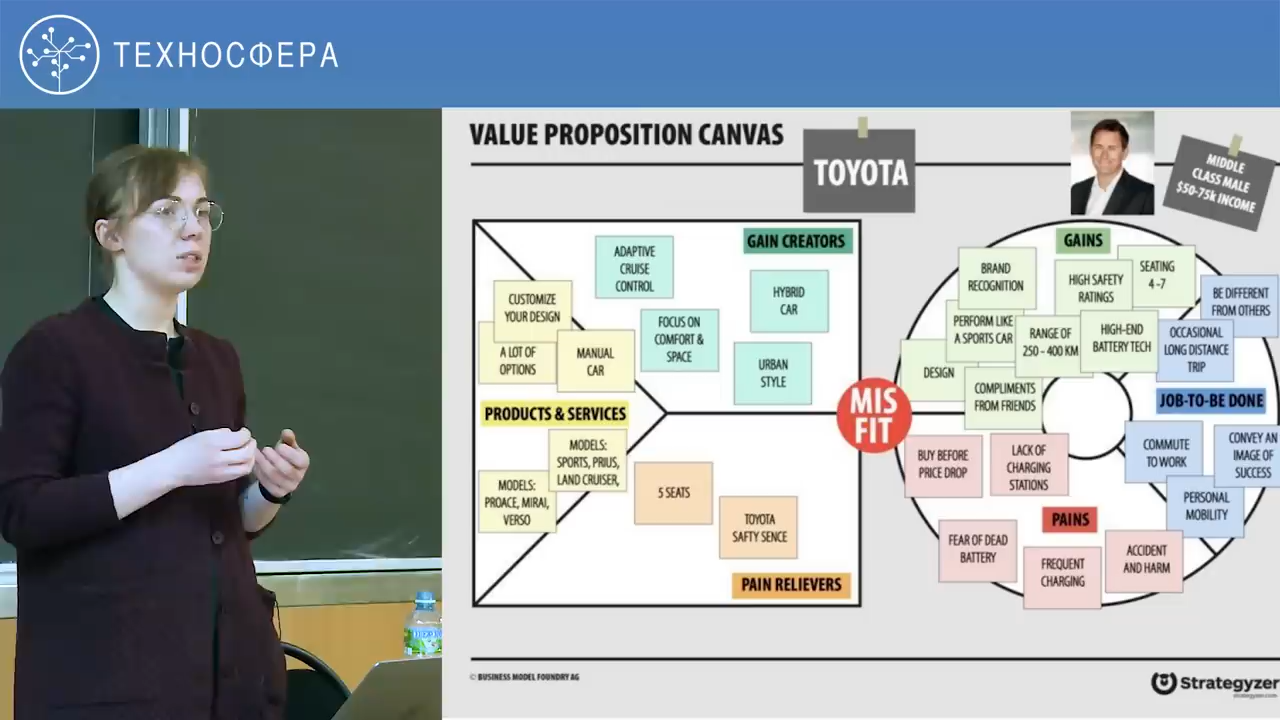 ТЕХНОСФЕРА
VALUE PROPOSITION CANVAS
TOYOTA
MIDDLE
CLASS MALE
$50-75k INCOME
GAIN CREATORS
ADAPTIVE
CRUISE
CONTROL
HYBRID
CAR
CUSTOMIZE
YOUR DESIGN
FOCUS ON
COMFORT &
SPACE
A LOT OF
OPTIONS
MANUAL
CAR
URBAN
STYLE
PRODUCTS & SERVICES
MODELS:
SPORTS, PRIUS,
LAND CRUISER,
MODELS:
PROACE, MIRAI,
VERSO
5 SEATS
TOYOTA
SAFTY SENCE
PAIN RELIEVERS
MIS
FIT
GAINS
BRAND
RECOGNITION
HIGH SAFETY
RATINGS
SEATING
4 -7
BE DIFFERENT
FROM OTHERS
PERFORM LIKE
A SPORTS CAR
RANGE OF
250 - 400 KM
HIGH-END
BATTERY TECH
OCCASIONAL
LONG DISTANCE
TRIP
DESIGN
COMPLIMENTS
FROM FRIENDS
JOB-TO-BE DONE
BUY BEFORE
PRICE DROP
LACK OF
CHARGING
STATIONS
COMMUTE
TO WORK
CONVEY AN
IMAGE OF
SUCCESS
PERSONAL
MOBILITY
PAINS
FEAR OF DEAD
BATTERY
FREQUENT
CHARGING
ACCIDENT
AND HARM
© BUSINESS MODEL FOUNDRY AG
Strategyzer
strategyzer.com